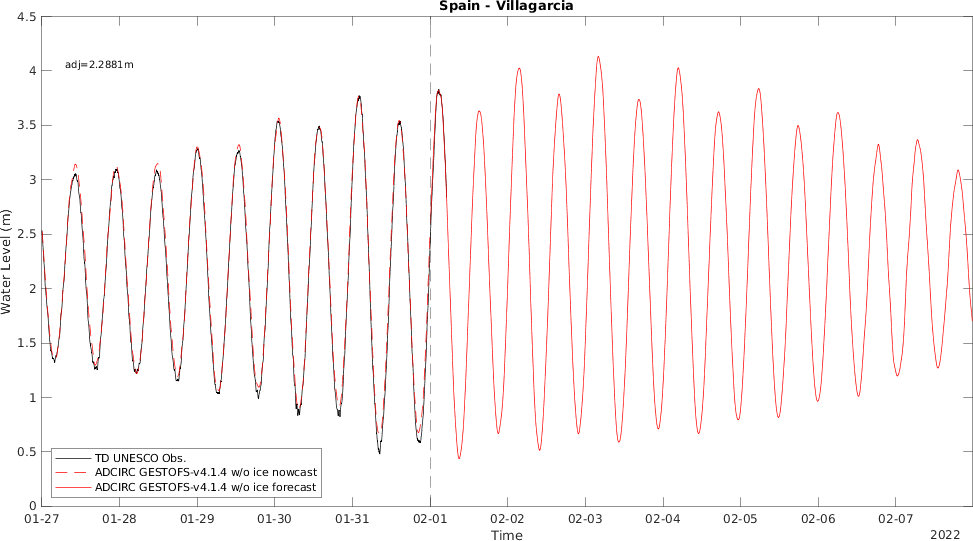 Spain - Villagarcia
adj=2.2881m
Water Level (m)
4.5
4
3.5
3
2.5
2
1.5
1
0.5
0
TD UNESCO Obs.
ADCIRC GESTOFS-v4.1.4 w/o ice nowcast
ADCIRC GESTOFS-v4.1.4 w/o ice forecast
01-27 01-28 01-29 01-30 01-31 02-01 02-02 02-03 02-04 02-05 02-06 02-07
Time
2022